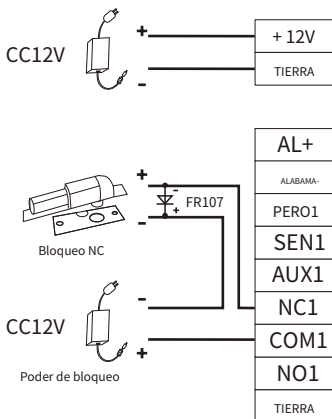 CC12V
+
-
+ 12V
TIERRA
+
-
-
+
FR107
Bloqueo NC
CC12V
-
+
Poder de bloqueo
AL+
ALABAMA-
PERO1
SEN1
AUX1
NC1
COM1
NO1
TIERRA